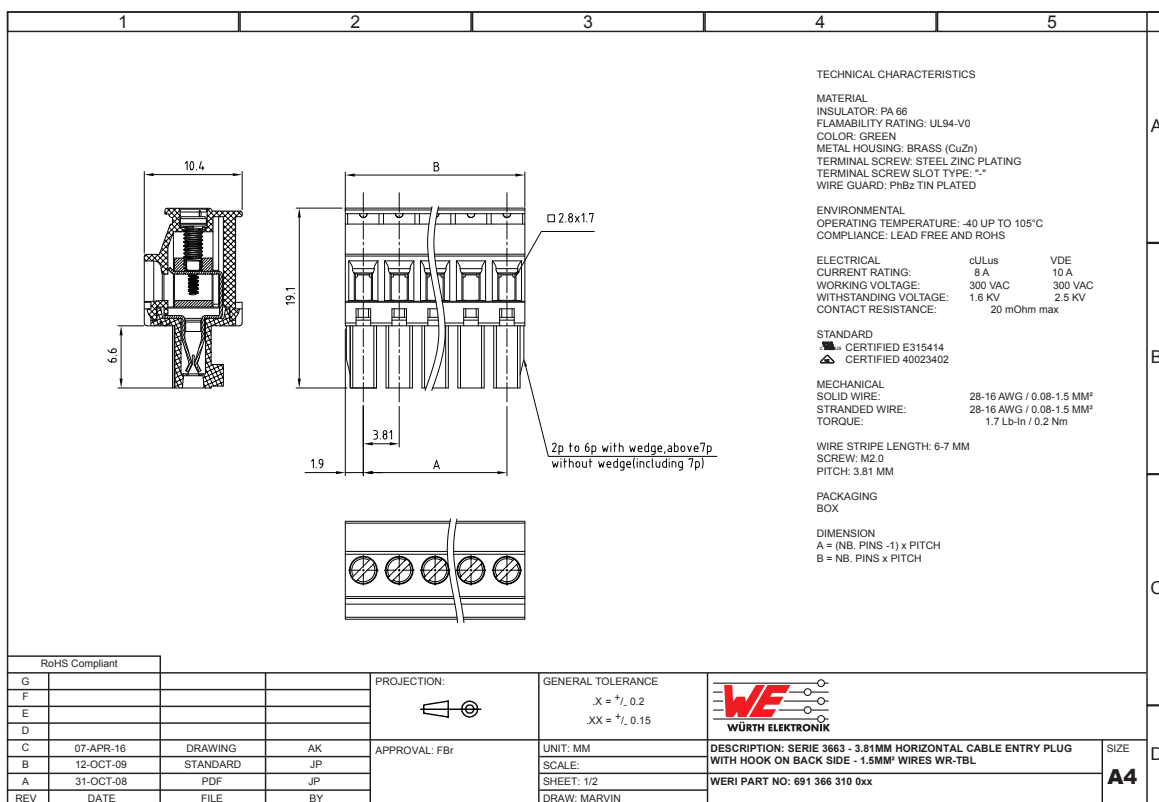 1 2 3 4 5
A
B
C
D
TECHNICAL CHARACTERISTICS
MATERIAL
INSULATOR: PA 66
FLAMABILITY RATING: UL94-V0
COLOR: GREEN
METAL HOUSING: BRASS (CuZn)
TERMINAL SCREW: STEEL ZINC PLATING
TERMINAL SCREW SLOT TYPE: "-"
WIRE GUARD: PhBz TIN PLATED
ENVIRONMENTAL
OPERATING TEMPERATURE: -40 UP TO 105°C
COMPLIANCE: LEAD FREE AND ROHS
ELECTRICAL cULus VDE
CURRENT RATING: 8 A 10 A
WORKING VOLTAGE: 300 VAC 300 VAC
WITHSTANDING VOLTAGE: 1.6 KV 2.5 KV
CONTACT RESISTANCE: 20 mOhm max
STANDARD
CERTIFIED E315414
CERTIFIED 40023402
MECHANICAL
SOLID WIRE: 28-16 AWG / 0.08-1.5 MM²
STRANDED WIRE: 28-16 AWG / 0.08-1.5 MM²
TORQUE: 1.7 Lb-In / 0.2 Nm
WIRE STRIPE LENGTH: 6-7 MM
SCREW: M2.0
PITCH: 3.81 MM
PACKAGING
BOX
DIMENSION
A = (NB. PINS -1) x PITCH
B = NB. PINS x PITCH
10.4
B
□ 2.8x1.7
19.1
6.6
3.81
1.9
A
2p to 6p with wedge,above7p
without wedge(including 7p)
RoHS Compliant
G
F
E
D
C 07-APR-16 DRAWING AK
B 12-OCT-09 STANDARD JP
A 31-OCT-08 PDF JP
REV DATE FILE BY
PROJECTION:
APPROVAL: FBr
GENERAL TOLERANCE
.X = +/- 0.2
.XX = +/- 0.15
UNIT: MM
SCALE:
SHEET: 1/2
DRAW: MARVIN
WE
WÜRTH ELEKTRONIK
DESCRIPTION: SERIE 3663 - 3.81MM HORIZONTAL CABLE ENTRY PLUG
WITH HOOK ON BACK SIDE - 1.5MM² WIRES WR-TBL
WERI PART NO: 691 366 310 0xx
SIZE
A4